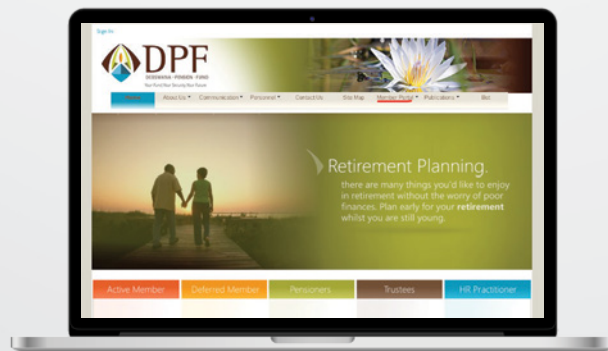 Sign In
DPF
DEBSWANA · PENSION · FUND
Your Fund Our Security Our Future
Home About Us Communication Personnel Contact Us Site Map Member Portal Publications
Retirement Planning.
there are many things you'd like to enjoy
in retirement without the worry of poor
finances. Plan early for your retirement
whilst you are still young.
Active Member Deferred Member Pensioners Trustees HR Practitioner